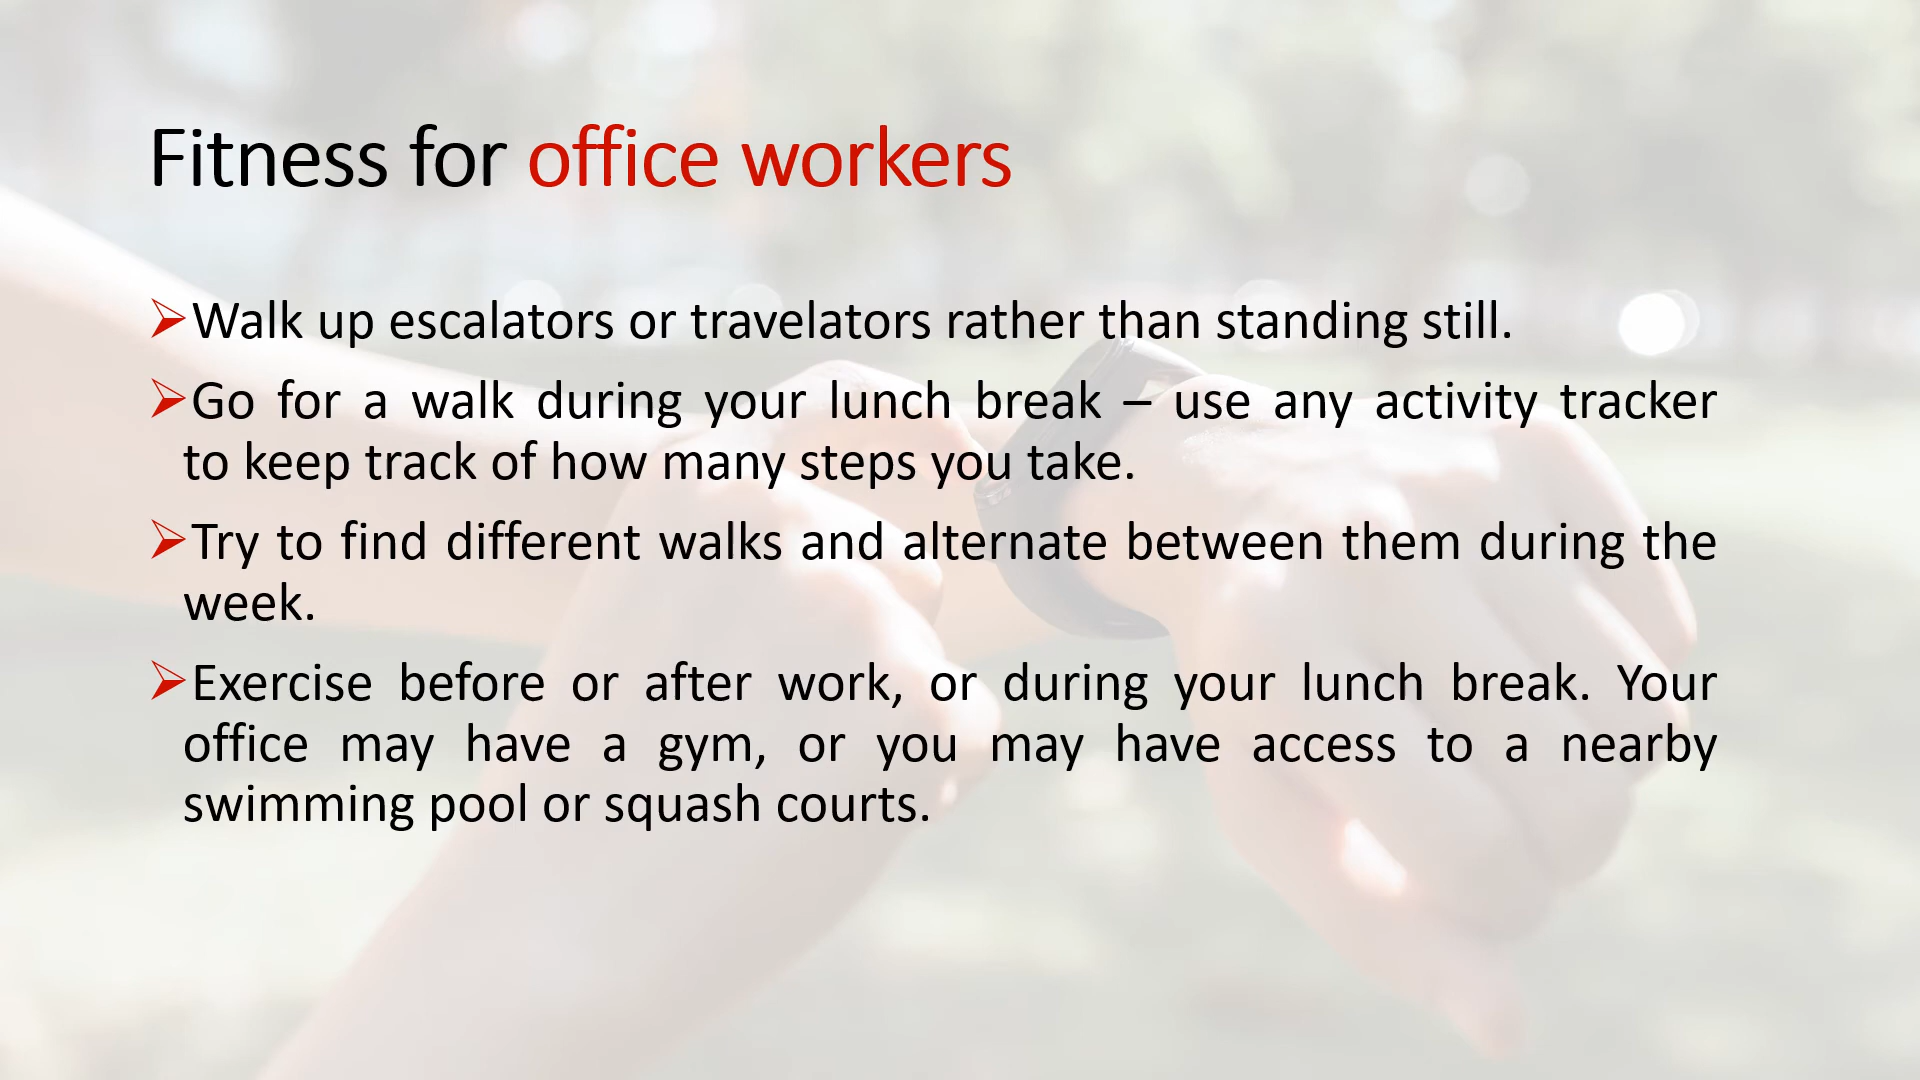 Fitness for office workers
➢Walk up escalators or travelators rather than standing still.
➢Go for a walk during your lunch break – use any activity tracker
to keep track of how many steps you take.
➢Try to find different walks and alternate between them during the
week.
➢Exercise before or after work, or during your lunch break. Your
office may have a gym, or you may have access to a nearby
swimming pool or squash courts.